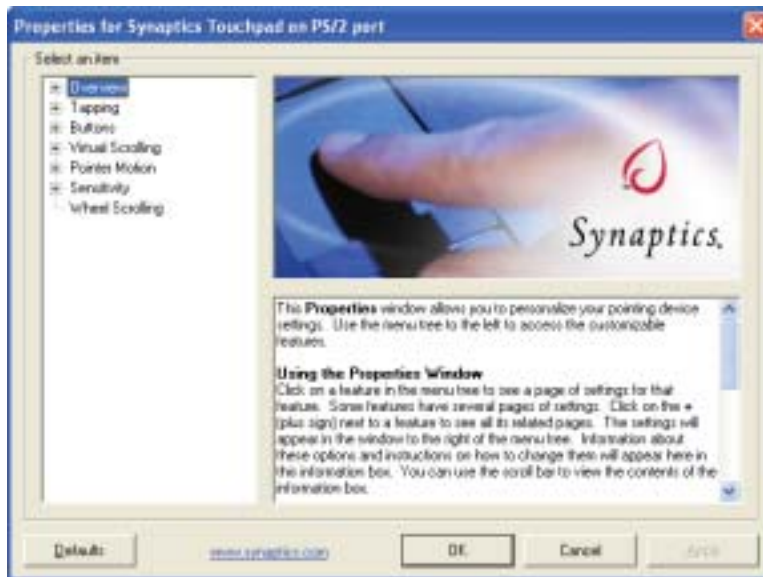 Properties for Synaptics Touchpad on PS/2 port
Select an item
Overview
Tapping
Buttons
Virtual Scrolling
Pointer Motion
Sensitivity
Wheel Scrolling
Synaptics.
This Properties window allows you to personalize your pointing device
settings. Use the menu tree to the left to access the customizable
features.
Using the Properties Window
Click on a feature in the menu tree to see a page of settings for that
feature. Some features have several pages of settings. Click on the +
(plus sign) next to a feature to see all its related pages. The settings will
appear in the window to the right of the menu tree. Information about
these options and instructions on how to change them will appear here in
this information box. You can use the scroll bar to view the contents of the
information box.
Defaults
www.synaptics.com
OK
Cancel
Apply